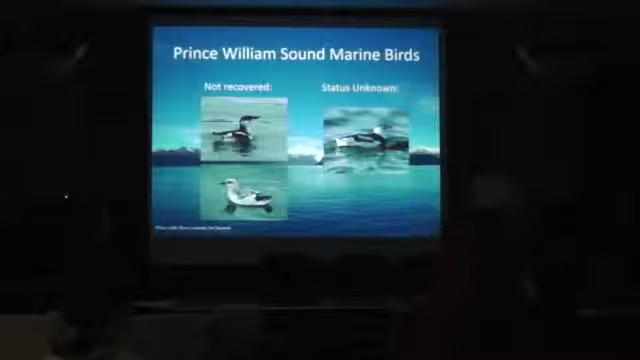 Prince William Sound Marine Birds
Not recovered:
Status Unknown: